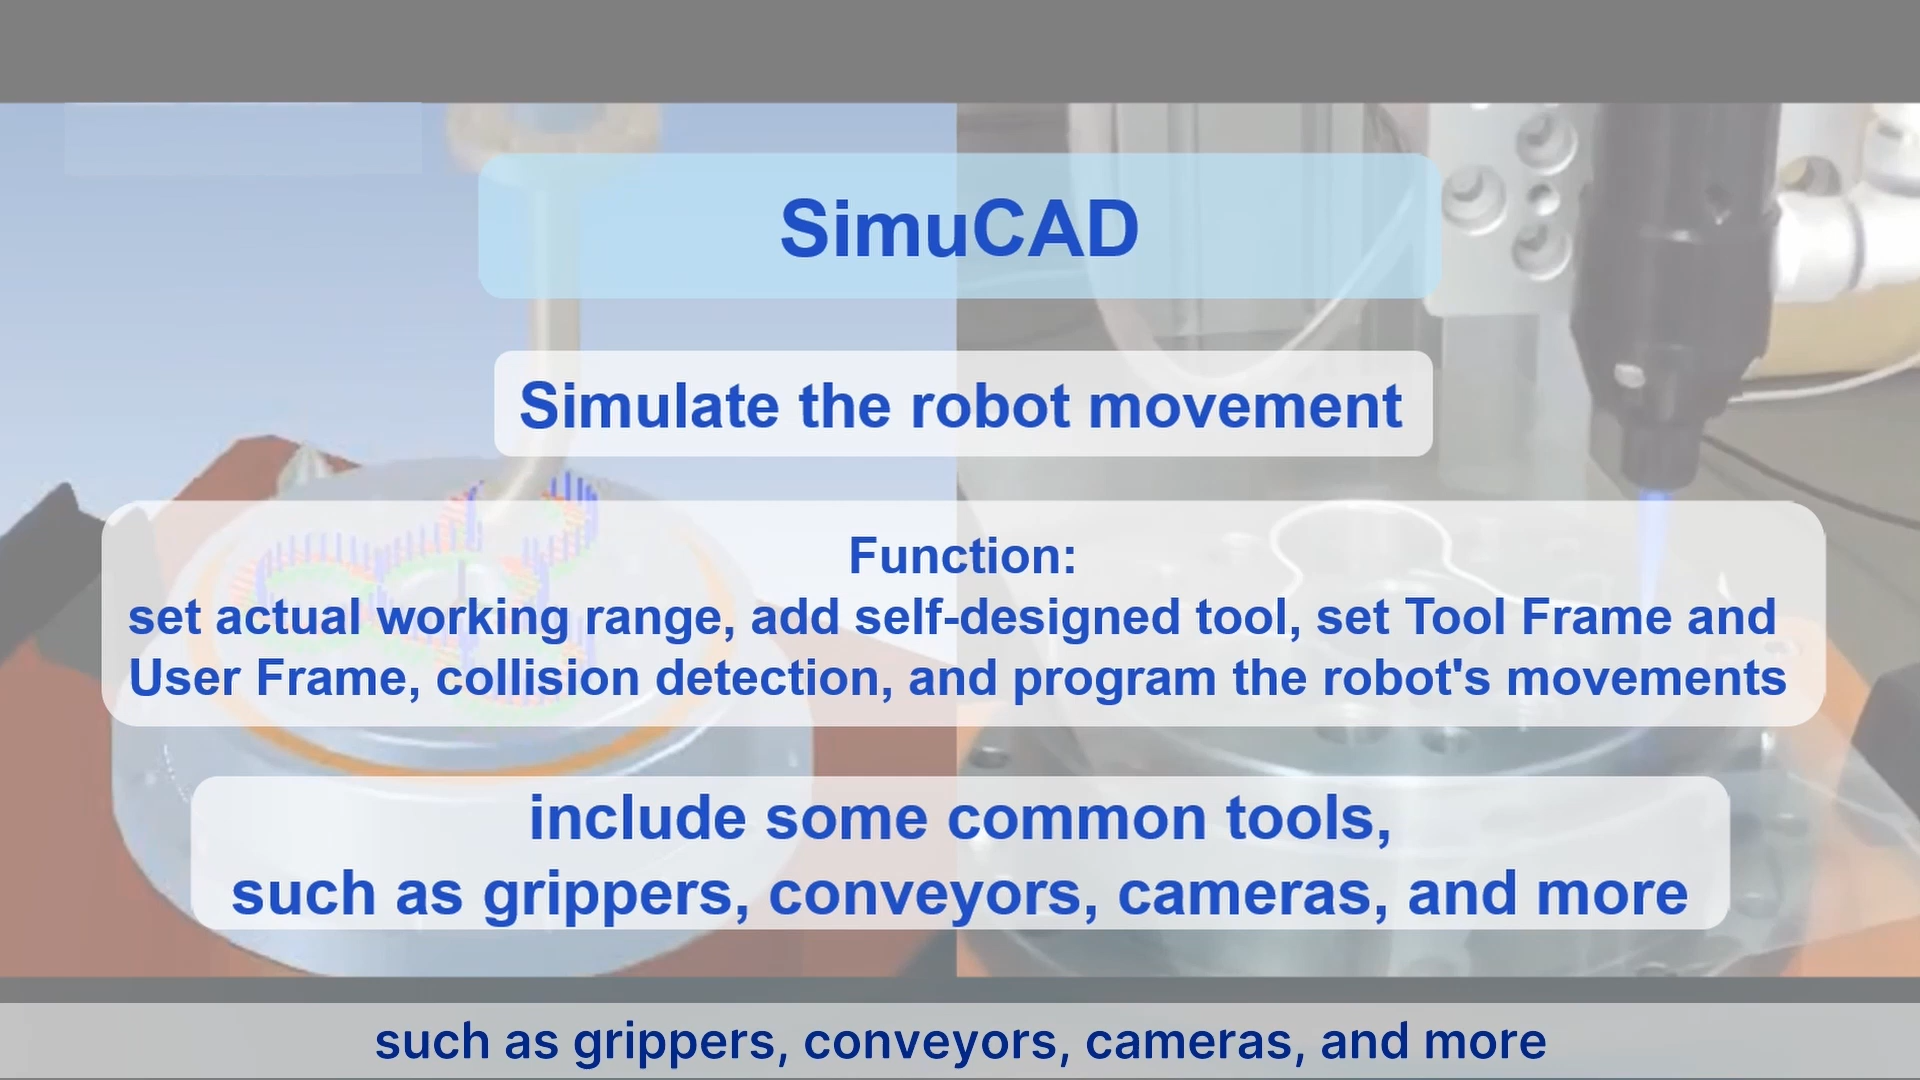 SimuCAD
Simulate the robot movement
Function:
set actual working range, add self-designed tool, set Tool Frame and
User Frame, collision detection, and program the robot's movements
include some common tools,
such as grippers, conveyors, cameras, and more
such as grippers, conveyors, cameras, and more